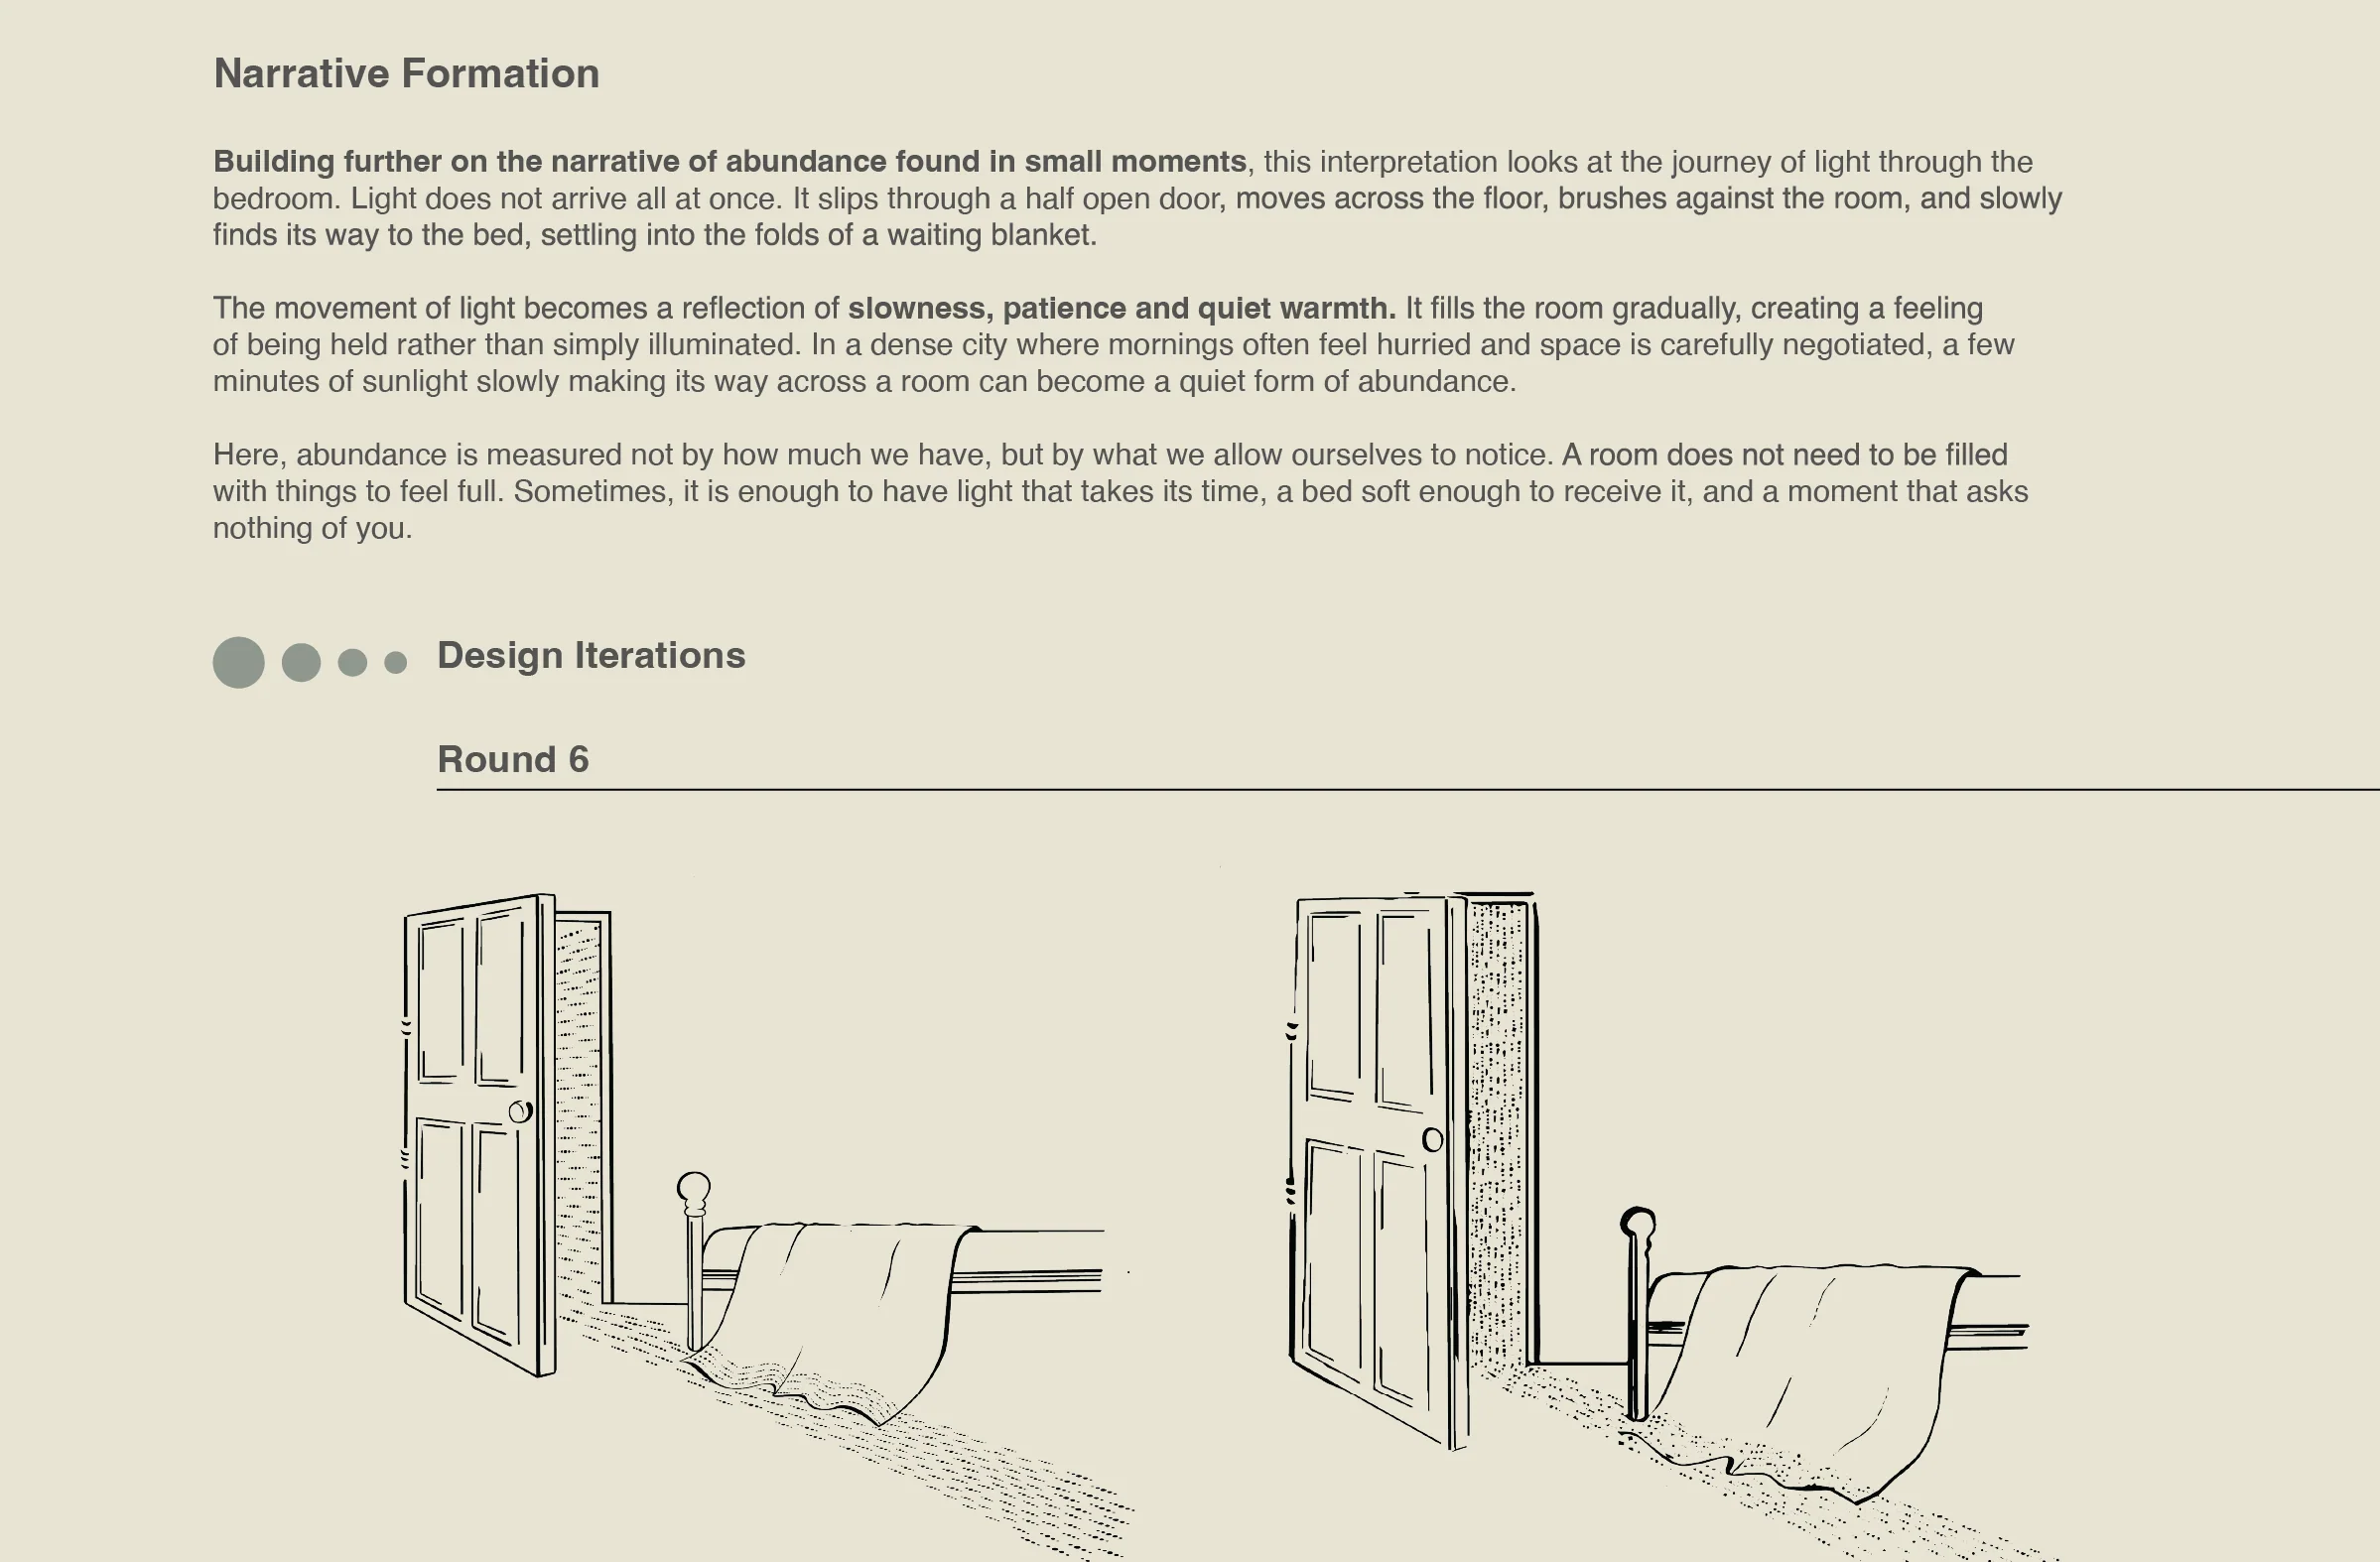 Narrative Formation
Building further on the narrative of abundance found in small moments, this interpretation looks at the journey of light through the
bedroom. Light does not arrive all at once. It slips through a half open door, moves across the floor, brushes against the room, and slowly
finds its way to the bed, settling into the folds of a waiting blanket.
The movement of light becomes a reflection of slowness, patience and quiet warmth. It fills the room gradually, creating a feeling
of being held rather than simply illuminated. In a dense city where mornings often feel hurried and space is carefully negotiated, a few
minutes of sunlight slowly making its way across a room can become a quiet form of abundance.
Here, abundance is measured not by how much we have, but by what we allow ourselves to notice. A room does not need to be filled
with things to feel full. Sometimes, it is enough to have light that takes its time, a bed soft enough to receive it, and a moment that asks
nothing of you.
Design Iterations
Round 6